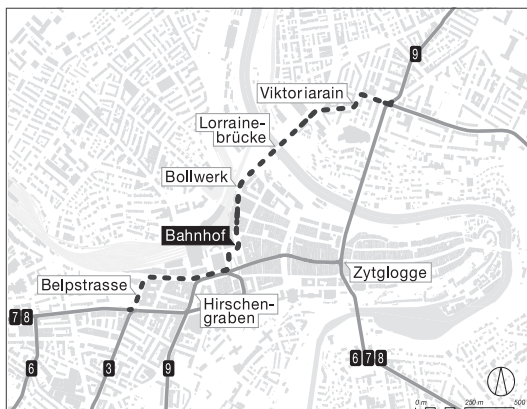 9
Viktoriarain
Lorraine-
brücke
Bollwerk
Bahnhof
Belpstrasse
Zytglogge
Hirschen-
graben
7 8
6 7 8
6
3
9
0 m 250 m 500